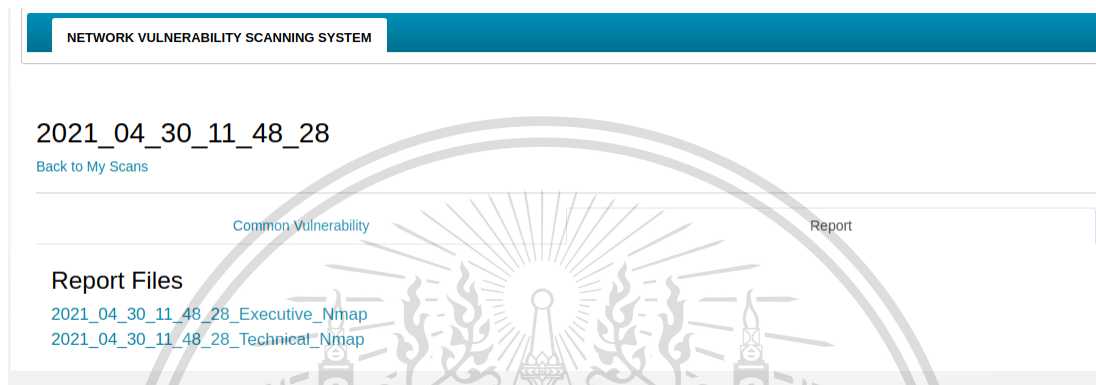 NETWORK VULNERABILITY SCANNING SYSTEM
2021_04_30_11_48_28
Back to My Scans
Common Vulnerability
Report
Report Files
2021_04_30_11_48_28_Executive_Nmap
2021_04_30_11_48_28_Technical_Nmap